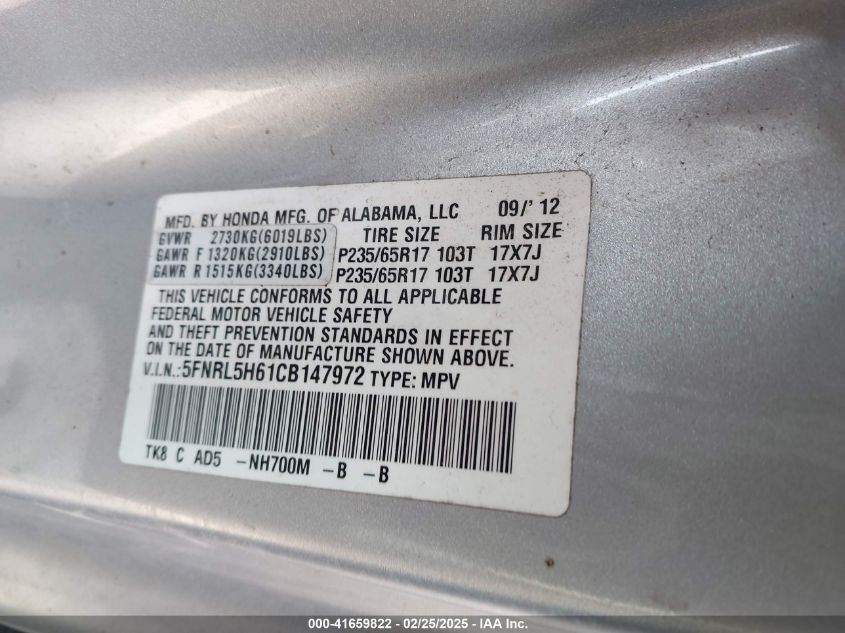 MFD. BY HONDA MFG. OF ALABAMA, LLC 09/' 12
GVWR 2730KG(6019LBS) TIRE SIZE RIM SIZE
GAWR F 1320KG(2910LBS) P235/65R17 103T 17X7J
GAWR R 1515KG(3340LBS) P235/65R17 103T 17X7J
THIS VEHICLE CONFORMS TO ALL APPLICABLE
FEDERAL MOTOR VEHICLE SAFETY
AND THEFT PREVENTION STANDARDS IN EFFECT
ON THE DATE OF MANUFACTURE SHOWN ABOVE.
V.I.N.:5FNRL5H61CB147972 TYPE: MPV
TK8 C AD5 -NH700M -B -B
000-41659822 - 02/25/2025 - IAA Inc.